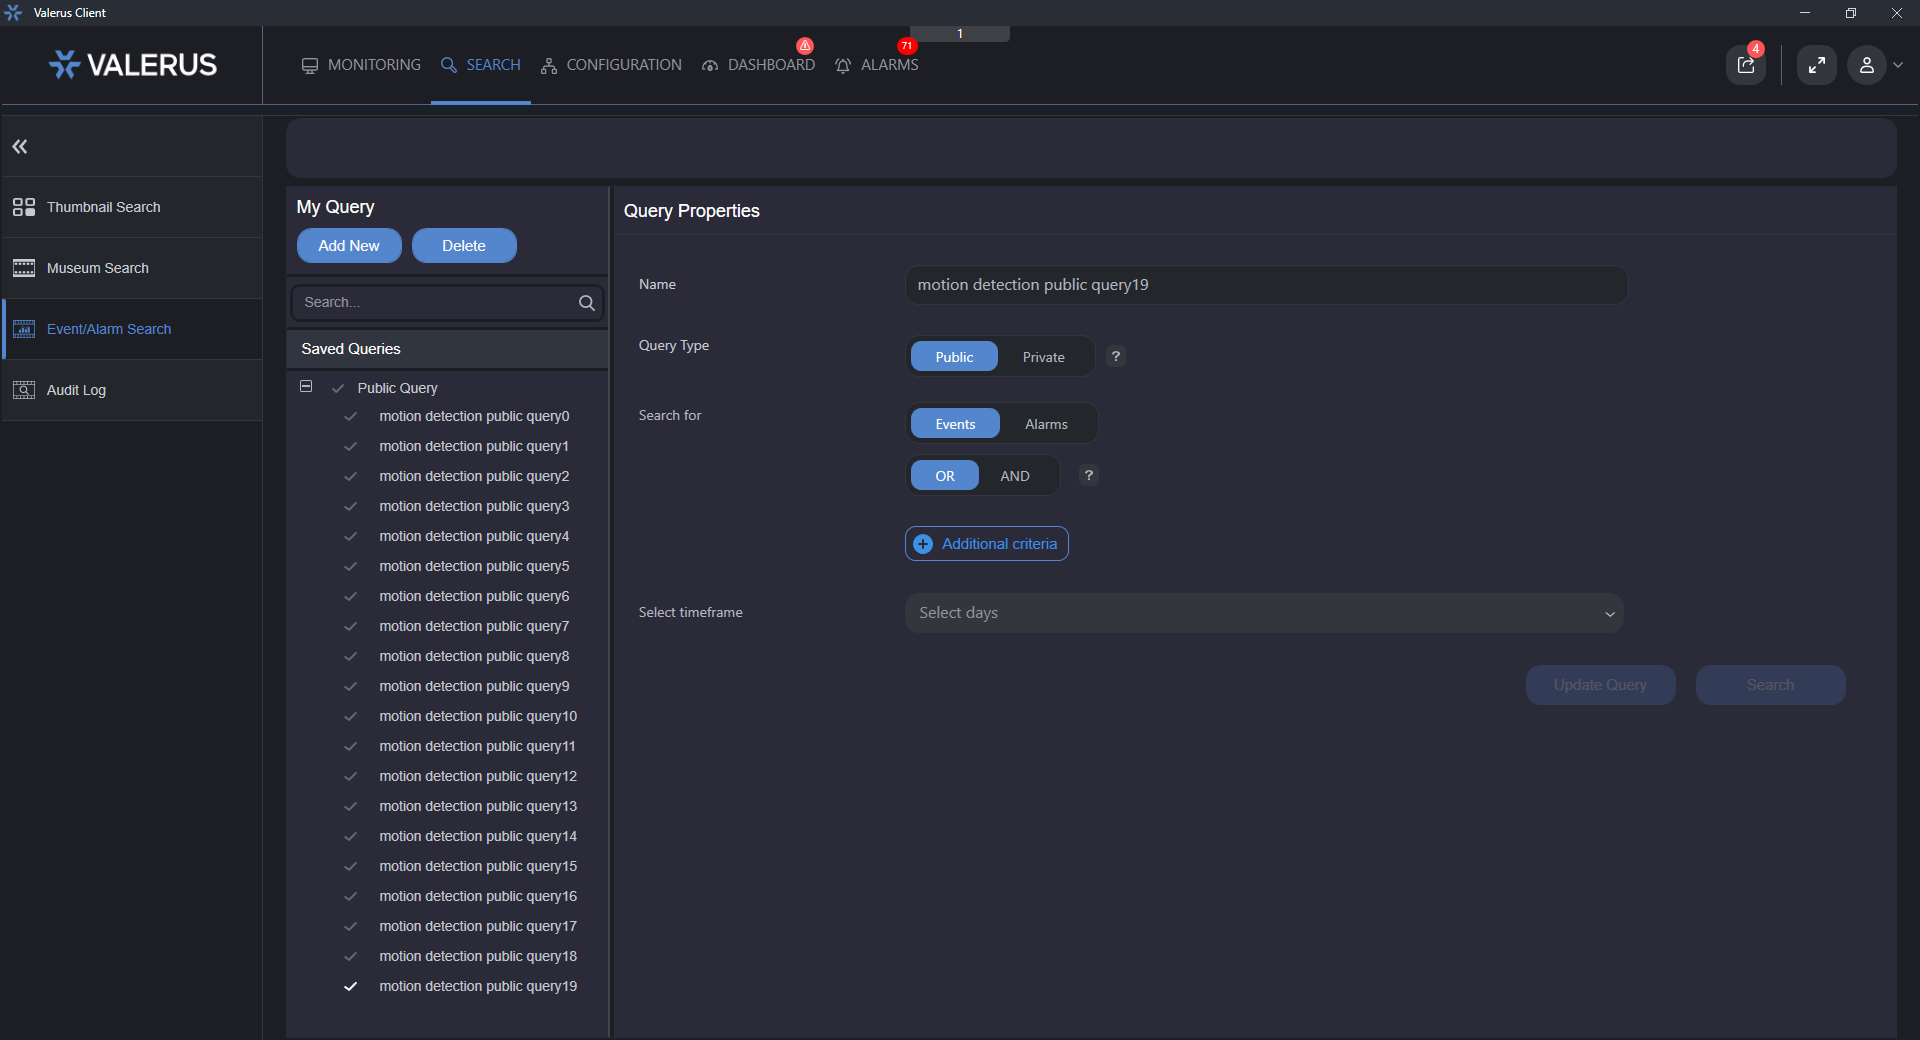 Valerus Client
1
VALERUS
MONITORING
SEARCH
CONFIGURATION
DASHBOARD
71
ALARMS
4
Thumbnail Search
Museum Search
Event/Alarm Search
Audit Log
My Query
Add New
Delete
Search...
Saved Queries
Public Query
motion detection public query0
motion detection public query1
motion detection public query2
motion detection public query3
motion detection public query4
motion detection public query5
motion detection public query6
motion detection public query7
motion detection public query8
motion detection public query9
motion detection public query10
motion detection public query11
motion detection public query12
motion detection public query13
motion detection public query14
motion detection public query15
motion detection public query16
motion detection public query17
motion detection public query18
motion detection public query19
Query Properties
Name
motion detection public query19
Query Type
Public
Private
?
Search for
Events
Alarms
OR
AND
?
Additional criteria
Select timeframe
Select days
Update Query
Search